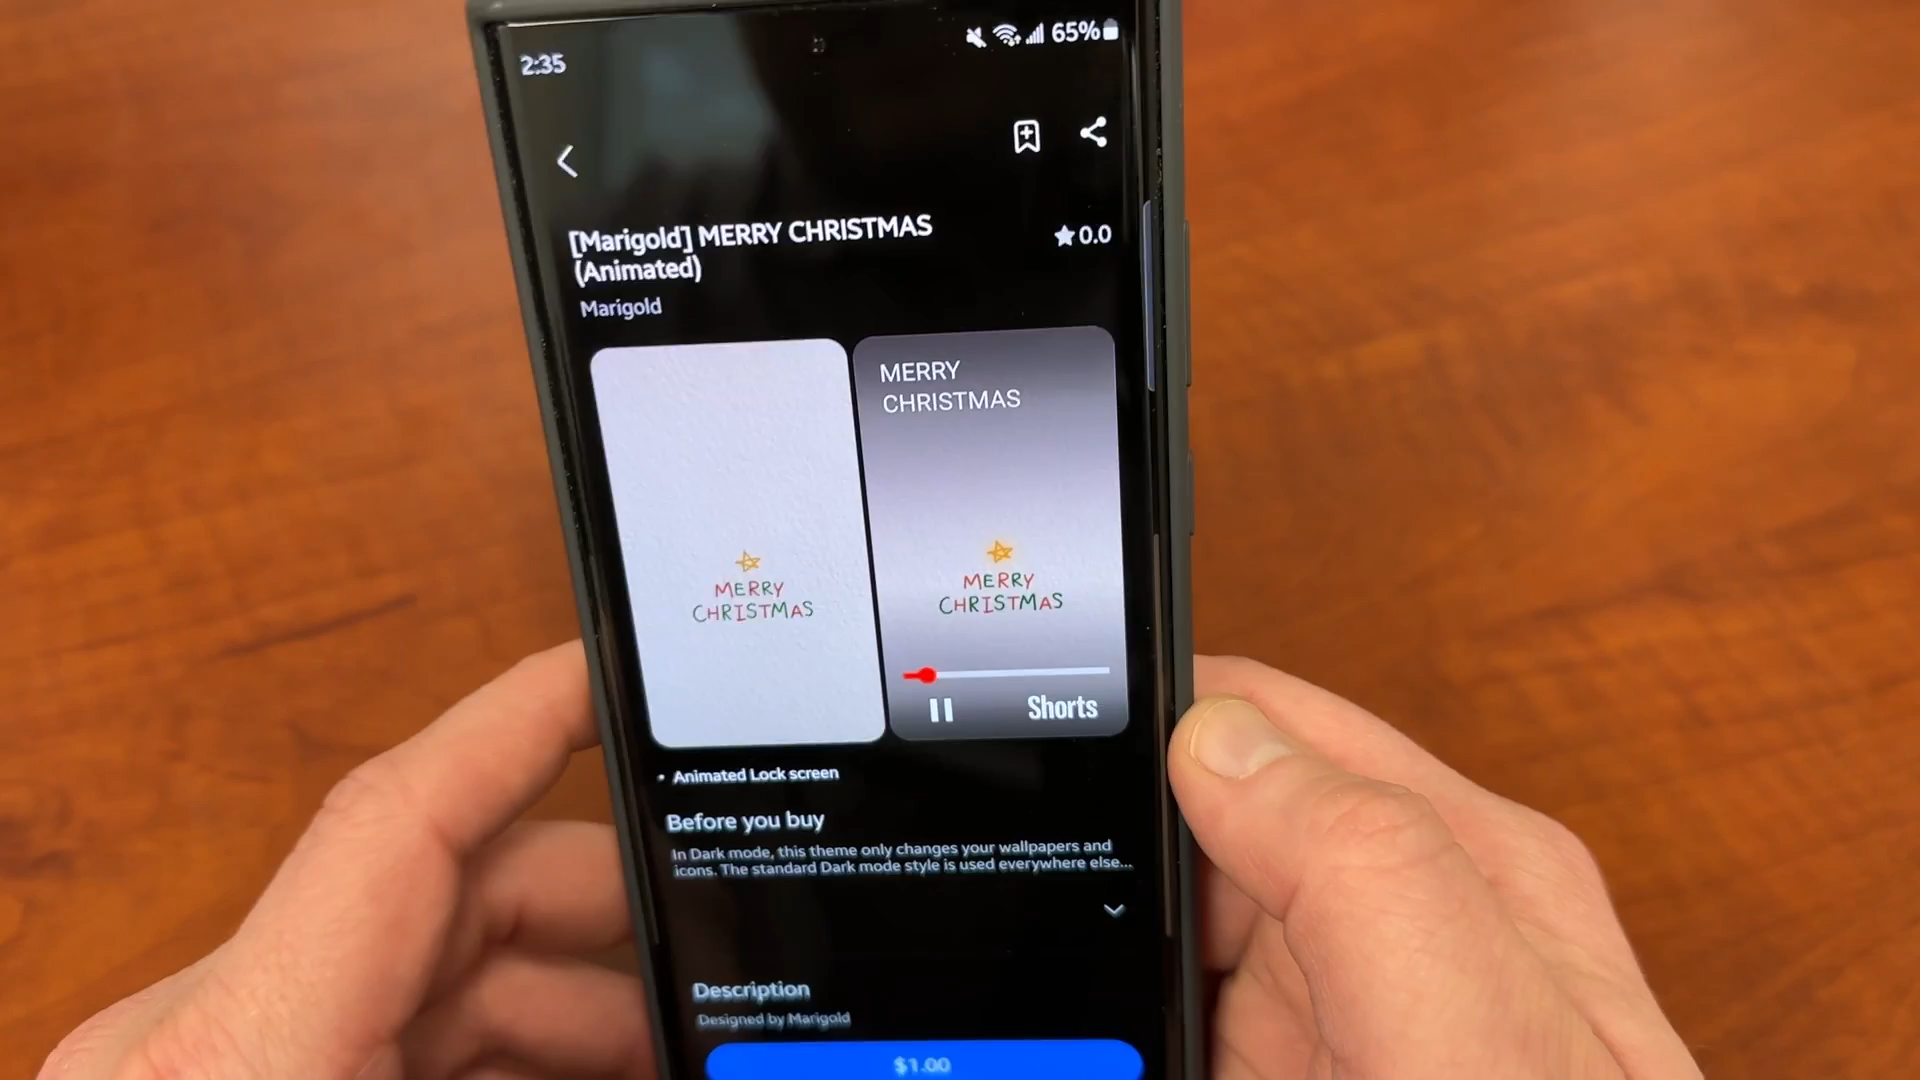 2:35
65%
[Marigold] MERRY CHRISTMAS
(Animated)
0.0
Marigold
MERRY
CHRISTMAS
MERRY
CHRISTMAS
MERRY
CHRISTMAS
Shorts
• Animated Lock screen
Before you buy
In Dark mode, this theme only changes your wallpapers and
icons. The standard Dark mode style is used everywhere else...
Description
Designed by Marigold
$1.00